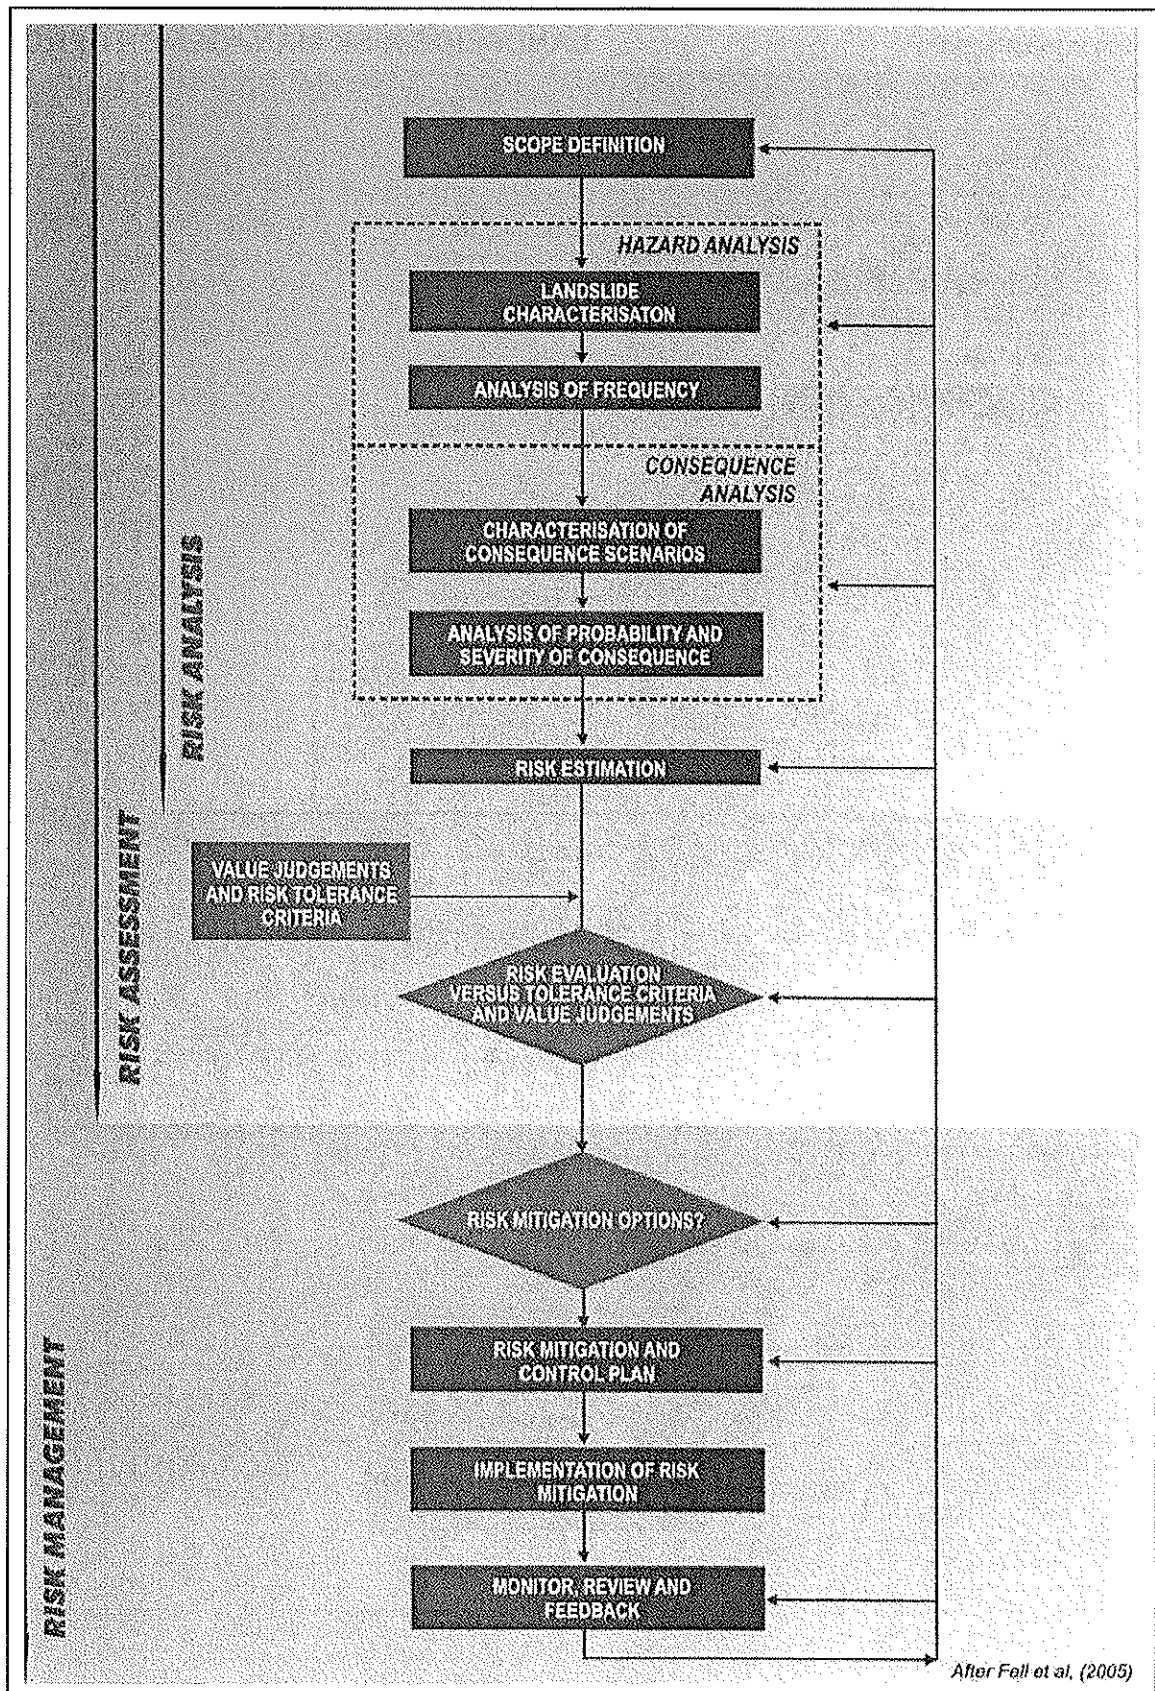 SCOPE DEFINITION
HAZARD ANALYSIS
LANDSLIDE
CHARACTERISATON
ANALYSIS OF FREQUENCY
CONSEQUENCE
ANALYSIS
CHARACTERISATION OF
CONSEQUENCE SCENARIOS
ANALYSIS OF PROBABILITY AND
SEVERITY OF CONSEQUENCE
RISK ANALYSIS
RISK ESTIMATION
VALUE JUDGEMENTS
AND RISK TOLERANCE
CRITERIA
RISK ASSESSMENT
RISK EVALUATION
VERSUS TOLERANCE CRITERIA
AND VALUE JUDGEMENTS
RISK MITIGATION OPTIONS?
RISK MITIGATION AND
CONTROL PLAN
RISK MANAGEMENT
IMPLEMENTATION OF RISK
MITIGATION
MONITOR, REVIEW AND
FEEDBACK
After Fell et al, (2005)